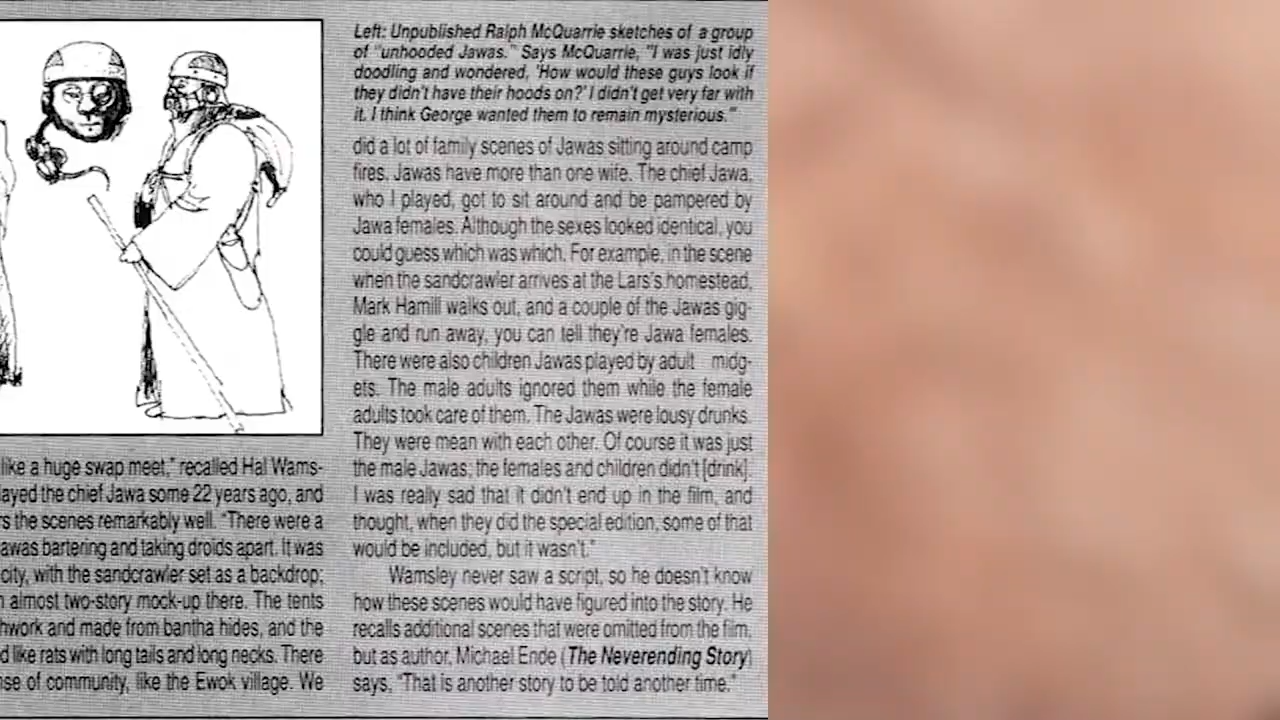 like a huge swap meet," recalled Hal Wams-
layed the chief Jawa some 22 years ago, and
rs the scenes remarkably well. "There were a
awas bartering and taking droids apart. It was
city, with the sandcrawler set as a backdrop;
n almost two-story mock-up there. The tents
hwork and made from bantha hides, and the
d like rats with long tails and long necks. There
nse of community, like the Ewok village. We
Left: Unpublished Ralph McQuarrie sketches of a group
of "unhooded Jawas." Says McQuarrie, "I was just idly
doodling and wondered, 'How would these guys look if
they didn't have their hoods on?' I didn't get very far with
it. I think George wanted them to remain mysterious."
did a lot of family scenes of Jawas sitting around camp
fires. Jawas have more than one wife. The chief Jawa,
who I played, got to sit around and be pampered by
Jawa females. Although the sexes looked identical, you
could guess which was which. For example, in the scene
when the sandcrawler arrives at the Lars's homestead,
Mark Hamill walks out, and a couple of the Jawas gig-
gle and run away, you can tell they're Jawa females.
There were also children Jawas played by adult midg-
ets. The male adults ignored them while the female
adults took care of them. The Jawas were lousy drunks.
They were mean with each other. Of course it was just
the male Jawas; the females and children didn't [drink].
I was really sad that it didn't end up in the film, and
thought, when they did the special edition, some of that
would be included, but it wasn't."
Wamsley never saw a script, so he doesn't know
how these scenes would have figured into the story. He
recalls additional scenes that were omitted from the film,
but as author, Michael Ende (The Neverending Story)
says, "That is another story to be told another time."